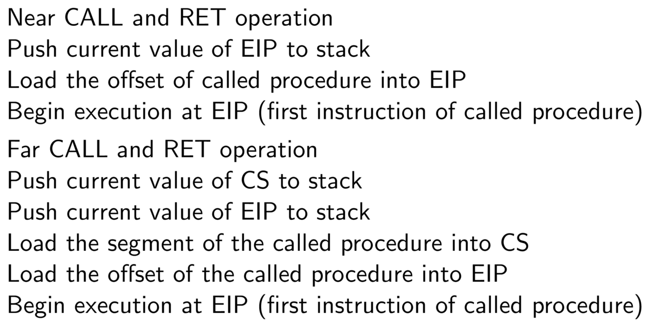 Near CALL and RET operation
Push current value of EIP to stack
Load the offset of called procedure into EIP
Begin execution at EIP (first instruction of called procedure)
Far CALL and RET operation
Push current value of CS to stack
Push current value of EIP to stack
Load the segment of the called procedure into CS
Load the offset of the called procedure into EIP
Begin execution at EIP (first instruction of called procedure)